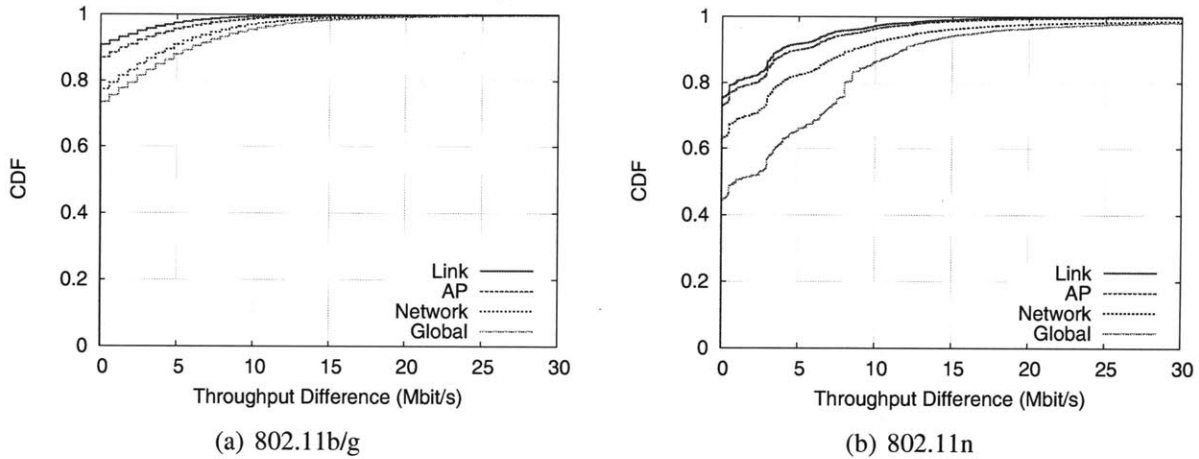 1
0.8
0.6
0.4
0.2
0
CDF
Link
AP
Network
Global
0 5 10 15 20 25 30
Throughput Difference (Mbit/s)
(a) 802.11b/g
1
0.8
0.6
0.4
0.2
0
CDF
Link
AP
Network
Global
0 5 10 15 20 25 30
Throughput Difference (Mbit/s)
(b) 802.11n